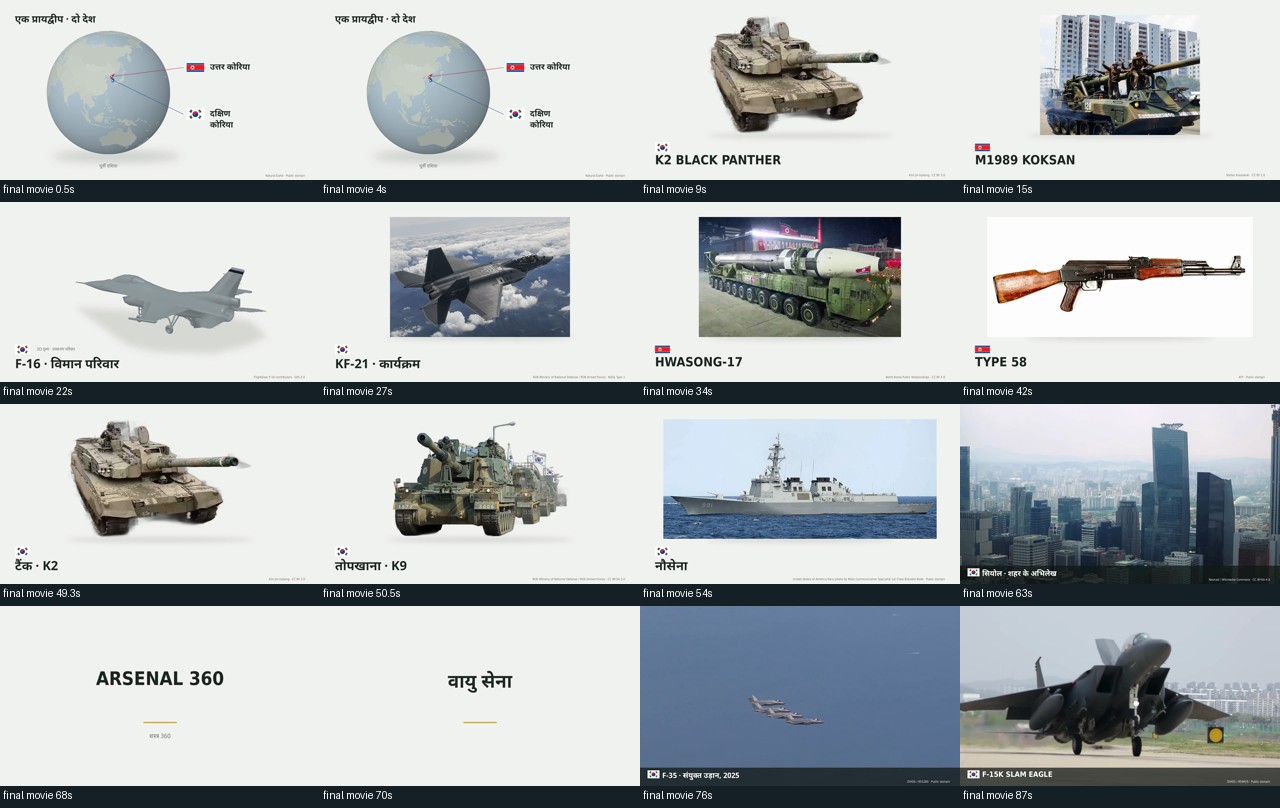 एक प्रायद्वीप · दो देश
उत्तर कोरिया
दक्षिण
कोरिया
final movie 0.5s
एक प्रायद्वीप · दो देश
उत्तर कोरिया
दक्षिण
कोरिया
final movie 4s
K2 BLACK PANTHER
final movie 9s
M1989 KOKSAN
final movie 15s
F-16 · विमान परिवार
final movie 22s
KF-21 · कार्यक्रम
final movie 27s
HWASONG-17
final movie 34s
TYPE 58
final movie 42s
टैंक · K2
final movie 49.3s
तोपखाना · K9
final movie 50.5s
नौसेना
final movie 54s
सियोल · शहर के अभिलेख
final movie 63s
ARSENAL 360
शस्त्र 360
final movie 68s
वायु सेना
final movie 70s
F-35 · संयुक्त उड़ान, 2025
final movie 76s
F-15K SLAM EAGLE
final movie 87s